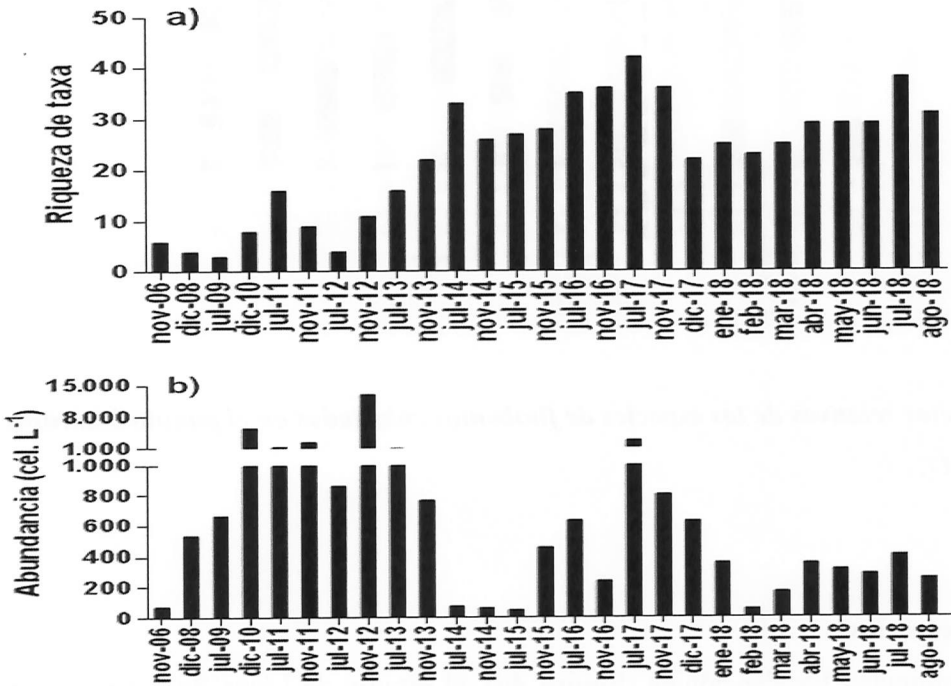 a)
Riqueza de taxa
50
40
30
20
10
0
nov-06 dic-08 jul-09 dic-10 jul-11 nov-11 jul-12 nov-12 jul-13 nov-13 jul-14 nov-14 jul-15 nov-15 jul-16 nov-16 jul-17 nov-17 dic-17 ene-18 feb-18 mar-18 abr-18 may-18 jun-18 jul-18 ago-18
b)
Abundancia (cél. L⁻¹)
15.000
8.000
1.000
1.000
800
600
400
200
0
nov-06 dic-08 jul-09 dic-10 jul-11 nov-11 jul-12 nov-12 jul-13 nov-13 jul-14 nov-14 jul-15 nov-15 jul-16 nov-16 jul-17 nov-17 dic-17 ene-18 feb-18 mar-18 abr-18 may-18 jun-18 jul-18 ago-18